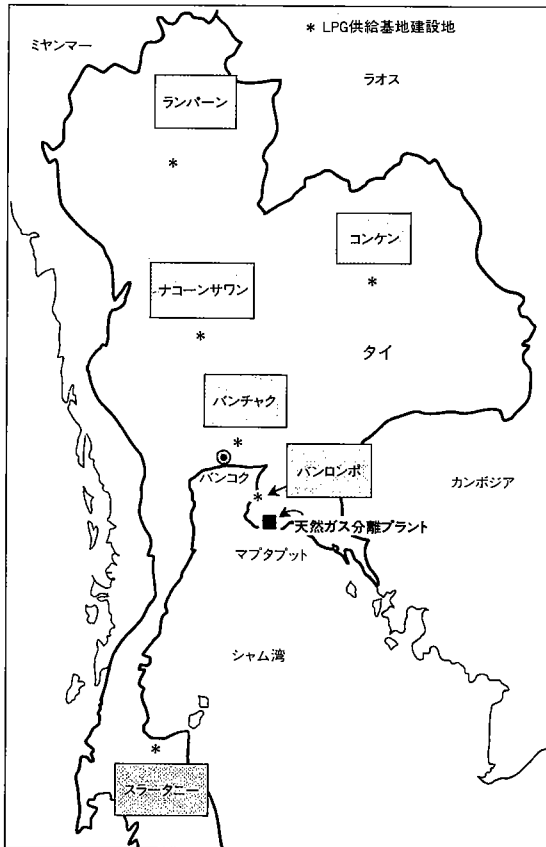 * LPG供給基地建設地
ミヤンマー
ラオス
ランパーン
コンケン
ナコーンサワン
タイ
バンチャク
バンコク
バンロンポ
カンボジア
天然ガス分離プラント
マプタプット
シャム湾
スラータニー